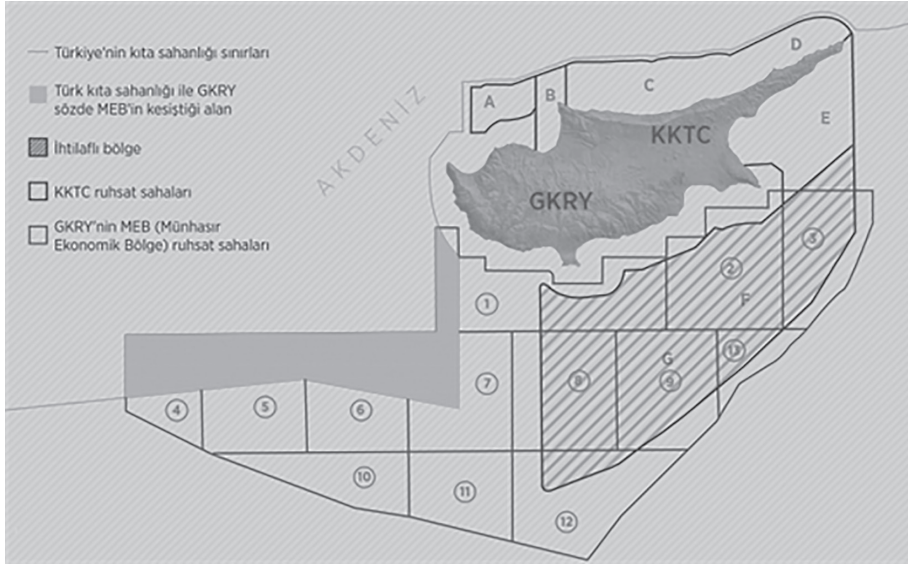 Türkiye'nin kıta sahanlığı sınırları
Türk kıta sahanlığı ile GKRY
sözde MEB'in kesiştiği alan
İhtilaflı bölge
KKTC ruhsat sahaları
GKRY'nin MEB (Münhasır
Ekonomik Bölge) ruhsat sahaları
AKDENİZ
A
B
C
D
E
KKTC
GKRY
1
2
3
F
G
13
7
8
9
4
5
6
10
11
12